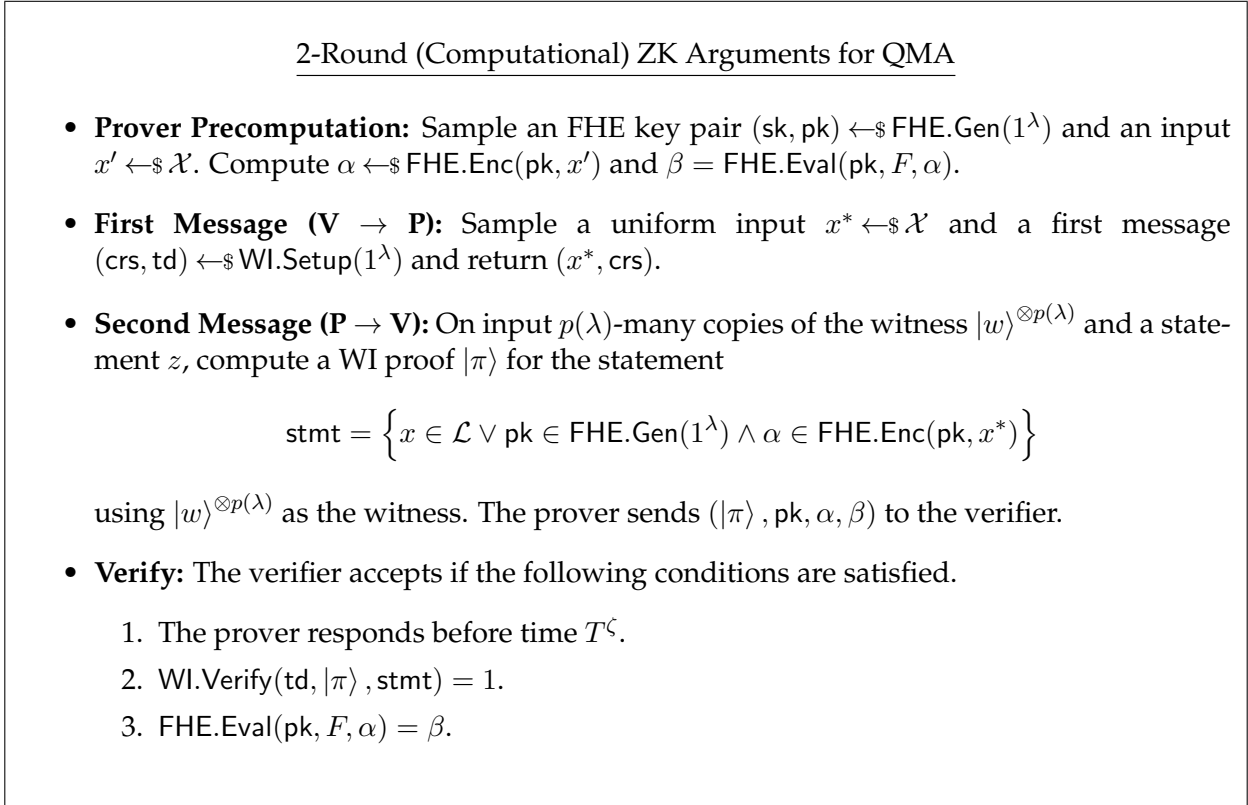 2-Round (Computational) ZK Arguments for QMA
• Prover Precomputation: Sample an FHE key pair (sk, pk) ←$ FHE.Gen(1^λ) and an input
x′ ←$ 𝒳. Compute α ←$ FHE.Enc(pk, x′) and β = FHE.Eval(pk, F, α).
• First Message (V → P): Sample a uniform input x* ←$ 𝒳 and a first message
(crs, td) ←$ WI.Setup(1^λ) and return (x*, crs).
• Second Message (P → V): On input p(λ)-many copies of the witness |w⟩^{⊗p(λ)} and a state-
ment z, compute a WI proof |π⟩ for the statement
stmt = {x ∈ ℒ ∨ pk ∈ FHE.Gen(1^λ) ∧ α ∈ FHE.Enc(pk, x*)}
using |w⟩^{⊗p(λ)} as the witness. The prover sends (|π⟩, pk, α, β) to the verifier.
• Verify: The verifier accepts if the following conditions are satisfied.
1. The prover responds before time T^ζ.
2. WI.Verify(td, |π⟩, stmt) = 1.
3. FHE.Eval(pk, F, α) = β.